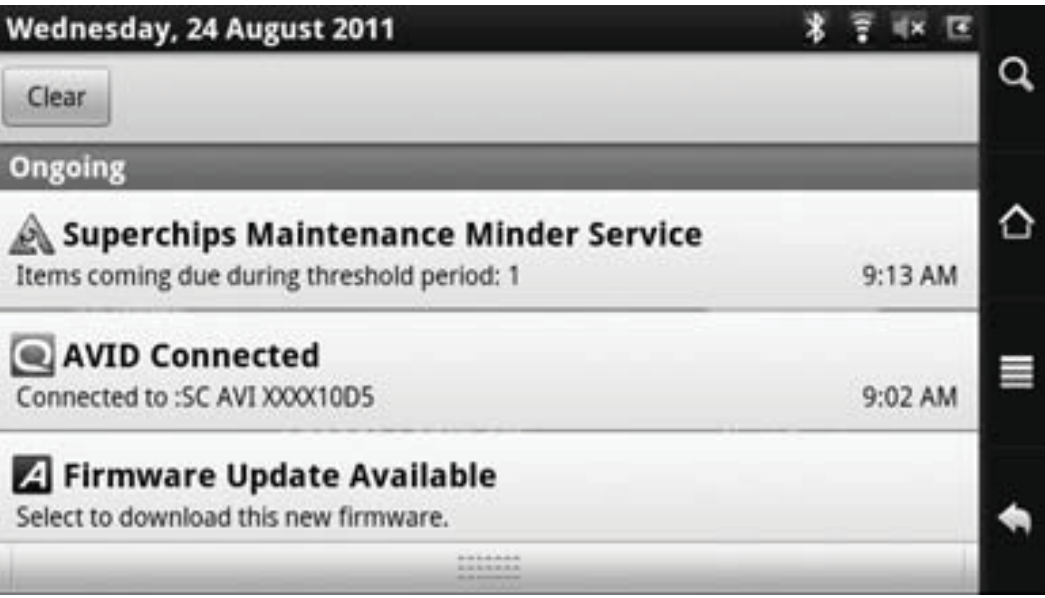 Wednesday, 24 August 2011
Clear
Ongoing
Superchips Maintenance Minder Service
Items coming due during threshold period: 1 9:13 AM
AVID Connected
Connected to :SC AVI XXXX10D5 9:02 AM
Firmware Update Available
Select to download this new firmware.